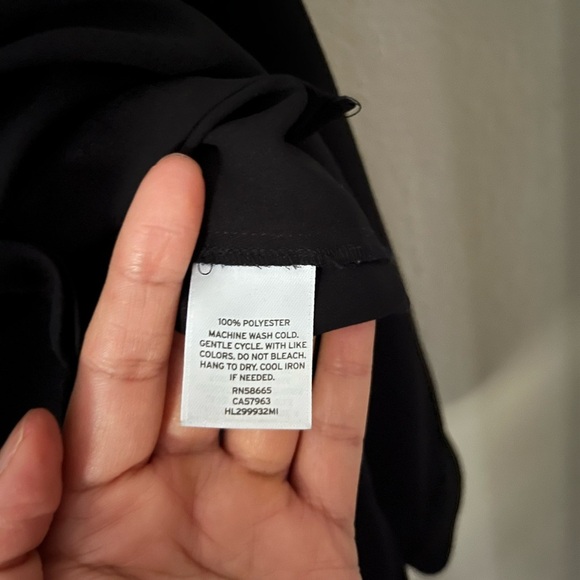 100% POLYESTER
MACHINE WASH COLD.
GENTLE CYCLE. WITH LIKE
COLORS. DO NOT BLEACH.
HANG TO DRY. COOL IRON
IF NEEDED.
RN58665
CA57963
HL299932MI